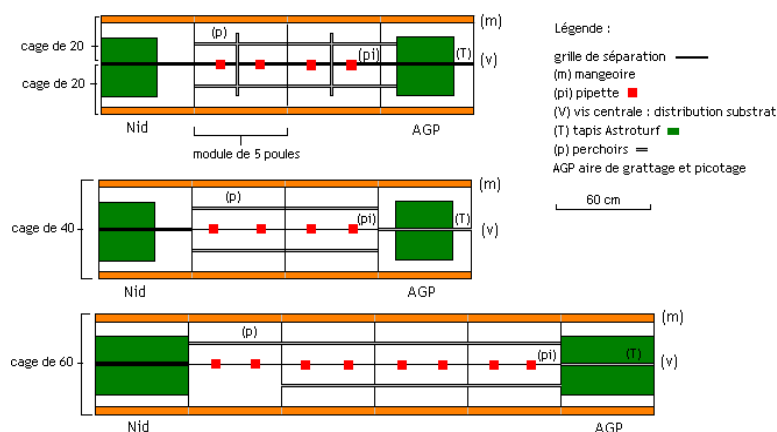 (m)
(p)
cage de 20
(T)
(pi)
(v)
cage de 20
Nid
AGP
module de 5 poules
Légende :
grille de séparation
(m) mangeoire
(pi) pipette
(V) vis centrale : distribution substrat
(T) tapis Astroturf
(p) perchoirs
AGP aire de grattage et picotage
60 cm
(m)
(p)
(pi)
(T)
cage de 40
(v)
Nid
AGP
(m)
(p)
(pi)
(T)
cage de 60
(v)
Nid
AGP